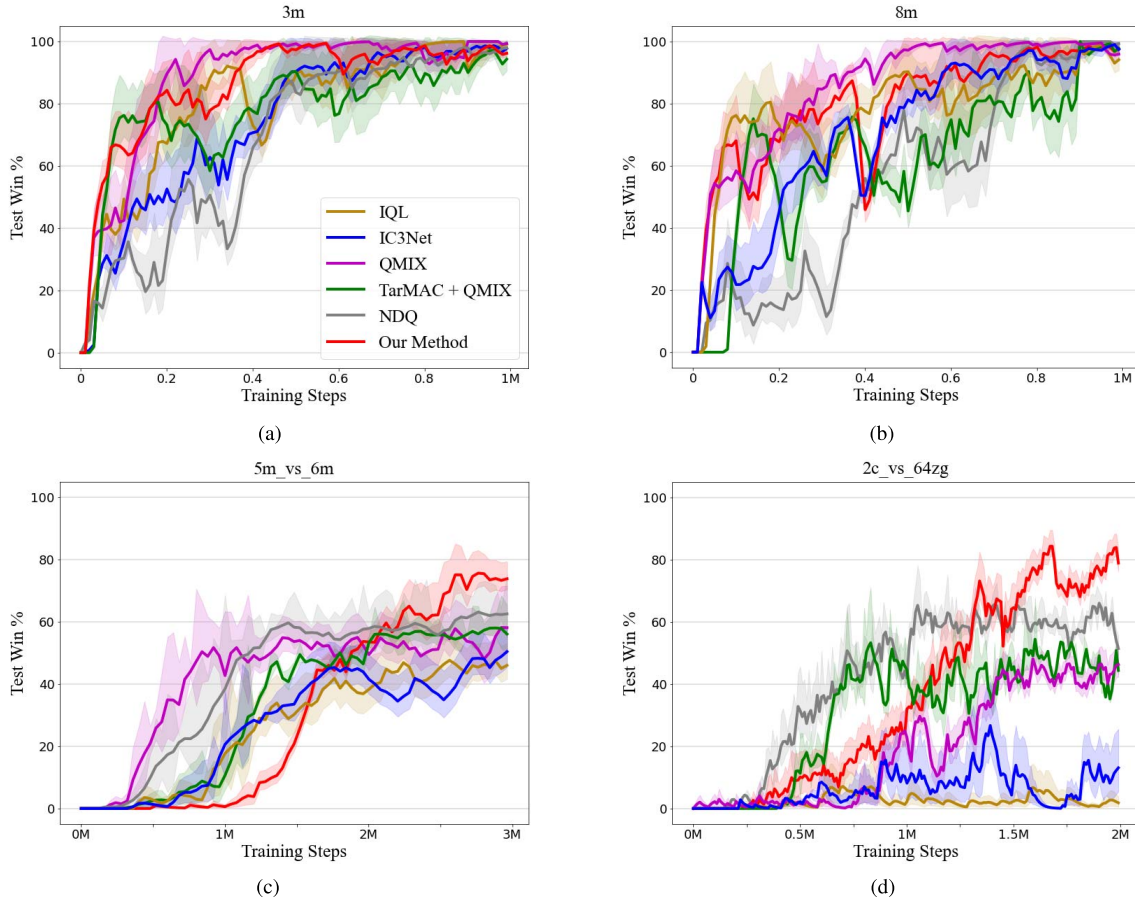 3m
Test Win %
100
80
60
40
20
0
IQL
IC3Net
QMIX
TarMAC + QMIX
NDQ
Our Method
0
0.2
0.4
0.6
0.8
1M
Training Steps
(a)
8m
Test Win %
100
80
60
40
20
0
0
0.2
0.4
0.6
0.8
1M
Training Steps
(b)
5m_vs_6m
Test Win %
100
80
60
40
20
0
0M
1M
2M
3M
Training Steps
(c)
2c_vs_64zg
Test Win %
100
80
60
40
20
0
0M
0.5M
1M
1.5M
2M
Training Steps
(d)